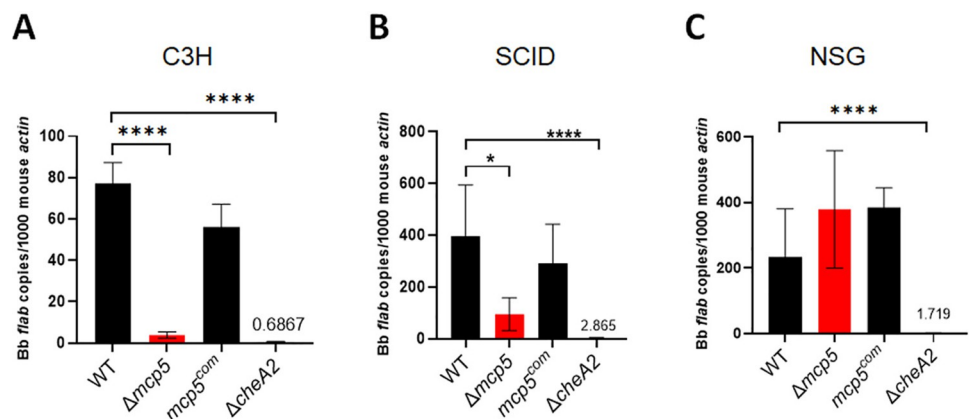 A
C3H
Bb flab copies/1000 mouse actin
100
80
60
40
20
0
****
****
0.6867
WT
Δmcp5
mcp5com
ΔcheA2
B
SCID
Bb flab copies/1000 mouse actin
800
600
400
200
0
****
*
2.865
WT
Δmcp5
mcp5com
ΔcheA2
C
NSG
Bb flab copies/1000 mouse actin
600
400
200
0
****
1.719
WT
Δmcp5
mcp5com
ΔcheA2